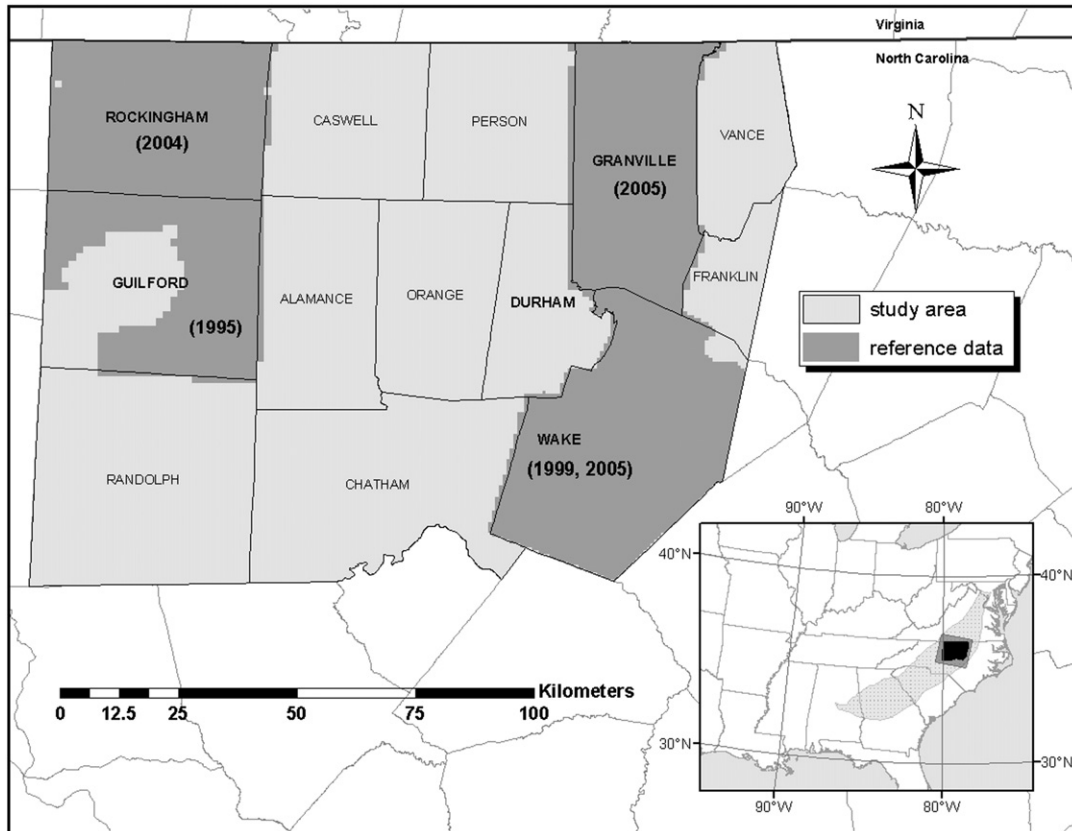 Virginia
North Carolina
N
ROCKINGHAM
(2004)
CASWELL
PERSON
GRANVILLE
(2005)
VANCE
GUILFORD
(1995)
ALAMANCE
ORANGE
DURHAM
FRANKLIN
study area
reference data
RANDOLPH
CHATHAM
WAKE
(1999, 2005)
90°W
80°W
40°N
40°N
30°N
30°N
90°W
80°W
Kilometers
0 12.5 25 50 75 100